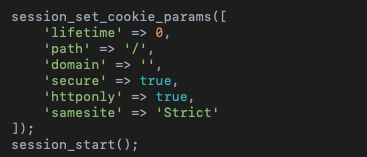 session_set_cookie_params([
    'lifetime' => 0,
    'path' => '/',
    'domain' => '',
    'secure' => true,
    'httponly' => true,
    'samesite' => 'Strict'
]);
session_start();